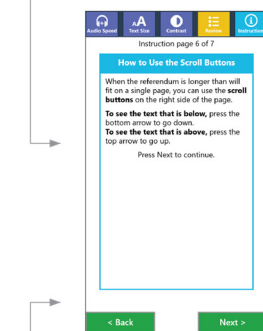 Audio Speed Text Size Contrast Review Instructions
Instruction page 6 of 7
How to Use the Scroll Buttons
When the referendum is longer than will
fit on a single page, you can use the scroll
buttons on the right side of the page.
To see the text that is below, press the
bottom arrow to go down.
To see the text that is above, press the
top arrow to go up.
Press Next to continue.
< Back Next >